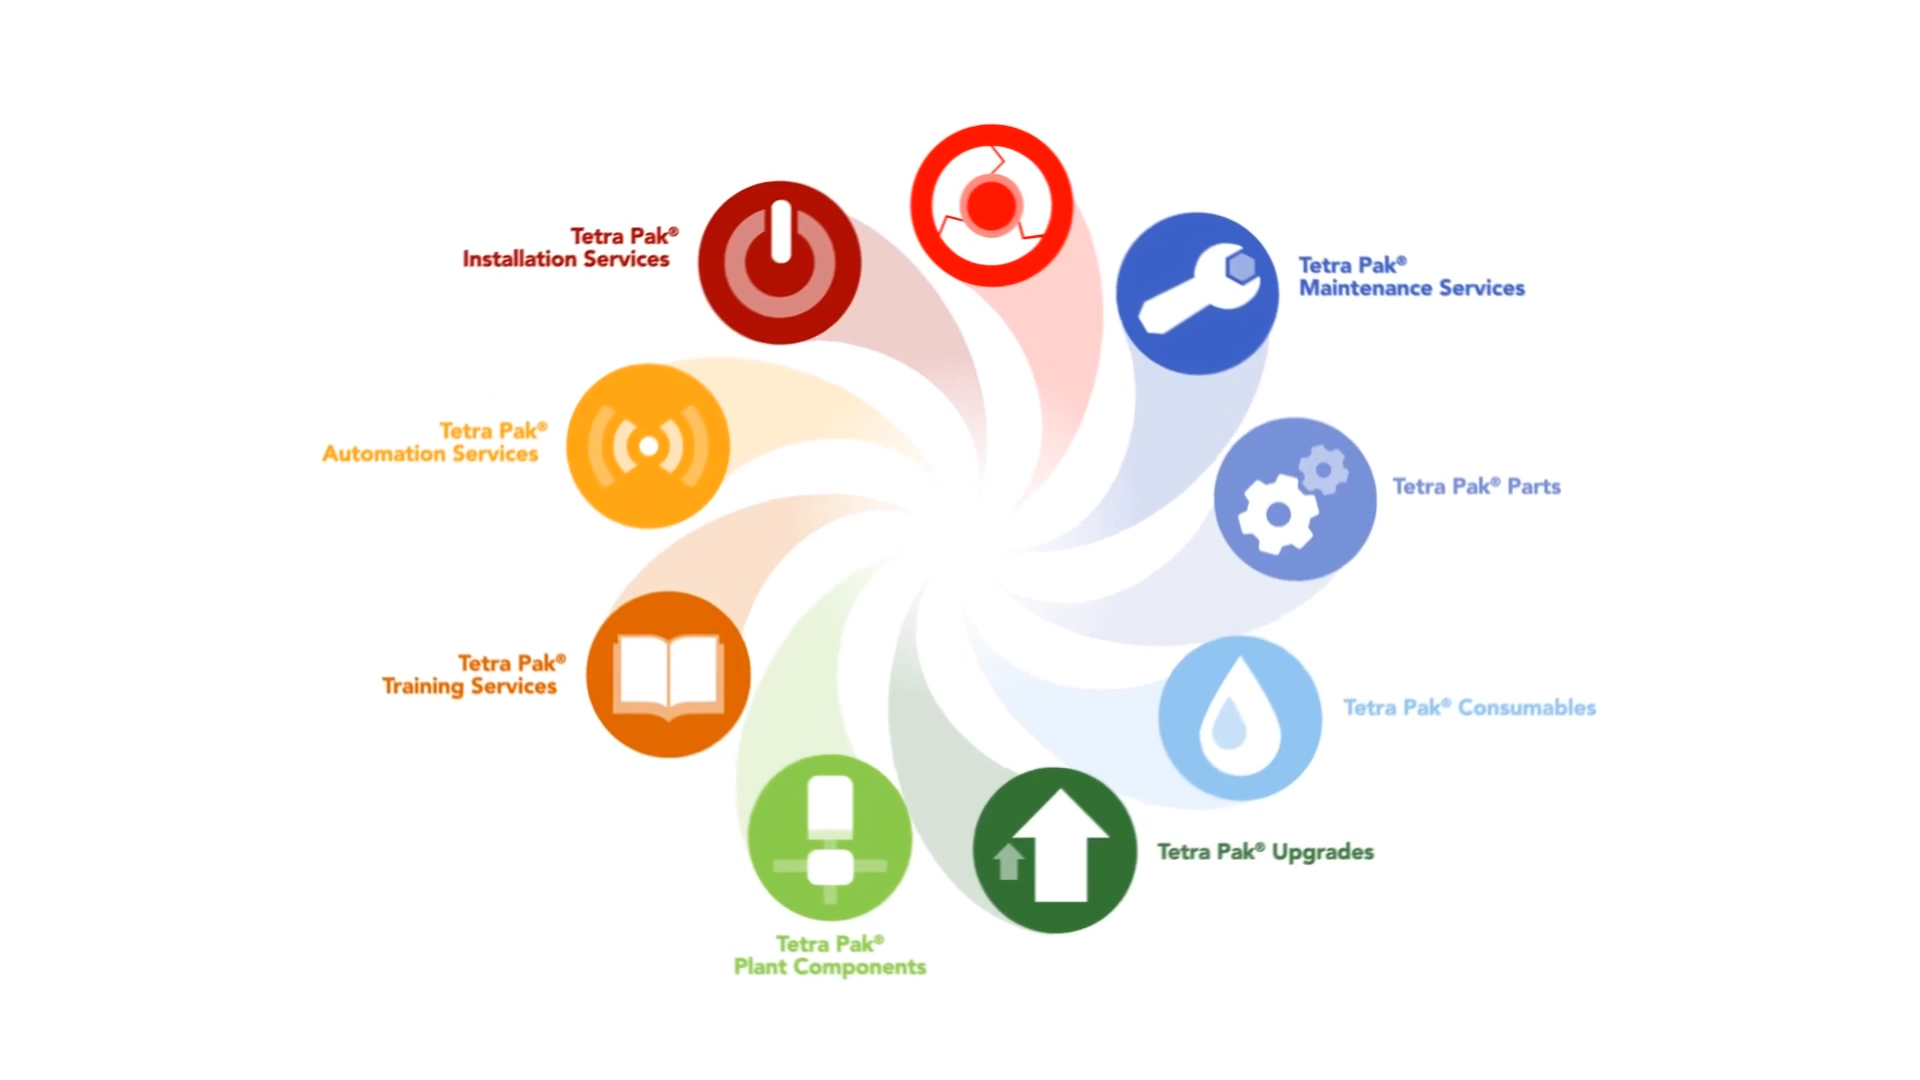 Tetra Pak®
Installation Services
Tetra Pak®
Maintenance Services
Tetra Pak®
Automation Services
Tetra Pak® Parts
Tetra Pak®
Training Services
Tetra Pak® Consumables
Tetra Pak® Upgrades
Tetra Pak®
Plant Components